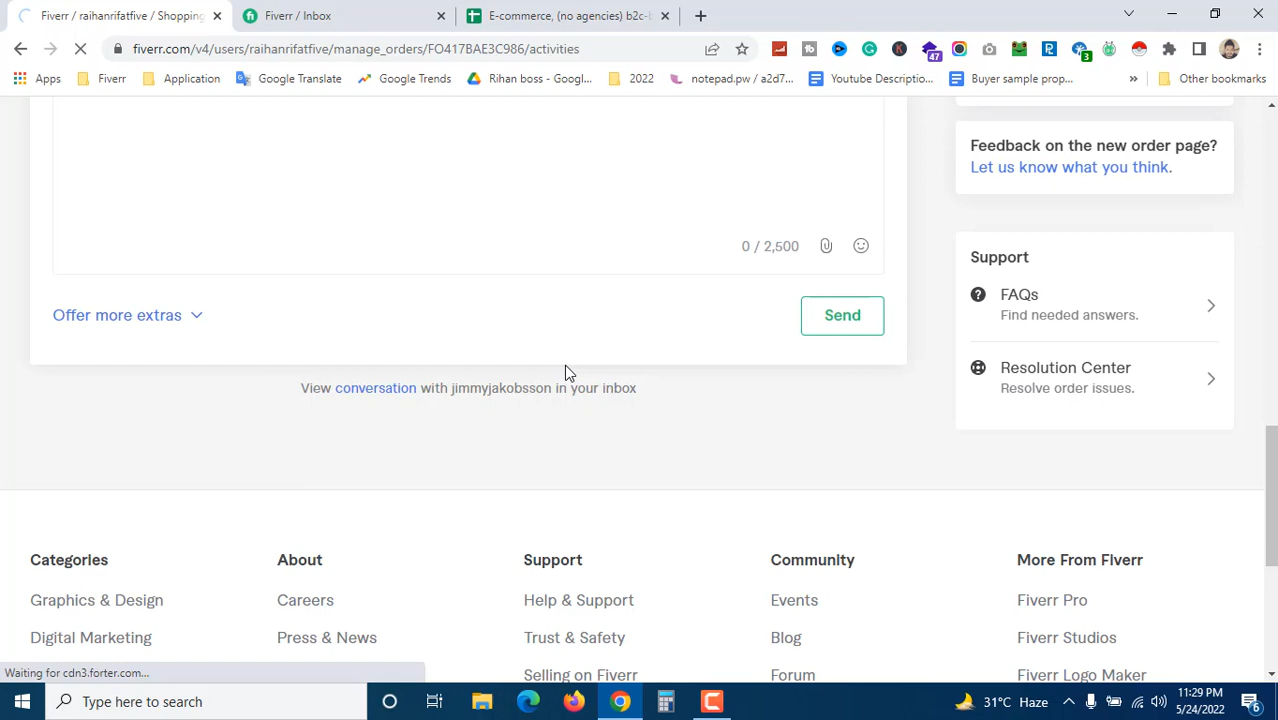 Fiverr / raihanrifatfive / Shopping
Fiverr / Inbox
E-commerce, (no agencies) b2c-
fiverr.com/v4/users/raihanrifatfive/manage_orders/FO417BAE3C986/activities
47
3
Apps
Fiverr
Application
Google Translate
Google Trends
Rihan boss - Googl...
2022
notepad.pw / a2d7...
Youtube Descriptio...
Buyer sample prop...
»
Other bookmarks
Feedback on the new order page?
Let us know what you think.
0 / 2,500
Offer more extras
Send
View conversation with jimmyjakobsson in your inbox
Support
FAQs
Find needed answers.
Resolution Center
Resolve order issues.
Categories
Graphics & Design
Digital Marketing
About
Careers
Press & News
Support
Help & Support
Trust & Safety
Selling on Fiverr
Community
Events
Blog
Forum
More From Fiverr
Fiverr Pro
Fiverr Studios
Fiverr Logo Maker
Waiting for cdn3.forter.com...
Type here to search
31°C Haze
11:29 PM
5/24/2022
6